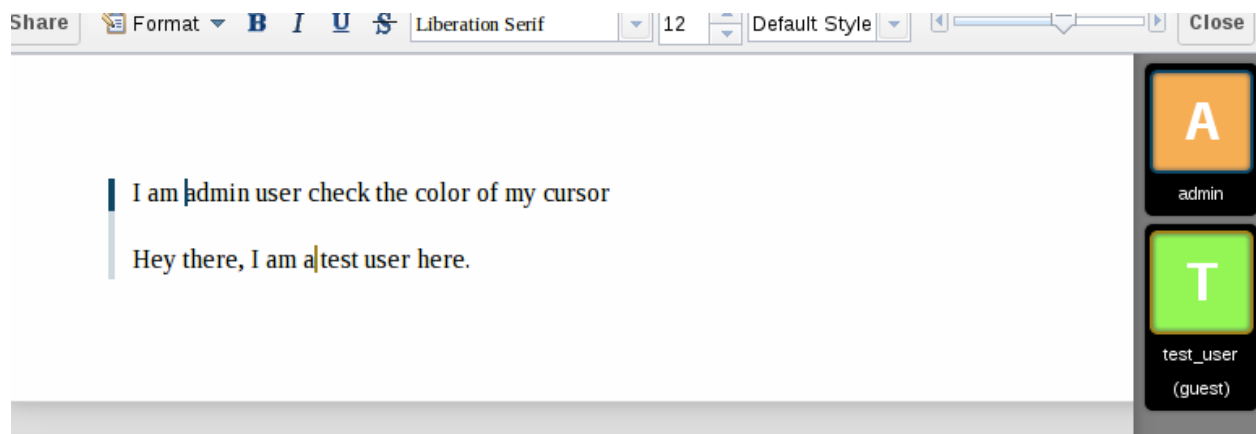 Share Format B I U S Liberation Serif 12 Default Style Close
A
admin
I am admin user check the color of my cursor
Hey there, I am a test user here.
T
test_user
(guest)